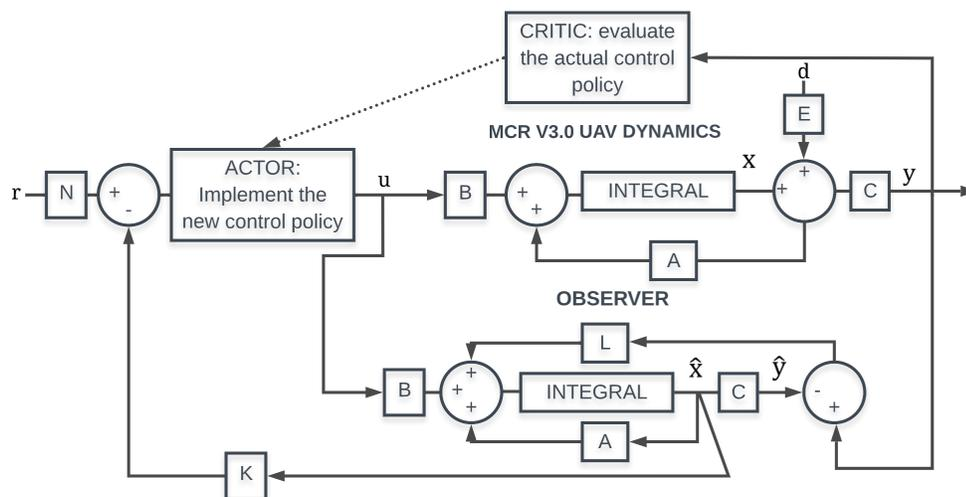 CRITIC: evaluate
the actual control
policy
d
E
MCR V3.0 UAV DYNAMICS
+
ACTOR:
Implement the
new control policy
r
N
+
-
u
B
+
+
INTEGRAL
x
+
C
y
A
OBSERVER
L
B
+
+
+
INTEGRAL
x̂
C
ŷ
-
+
A
K